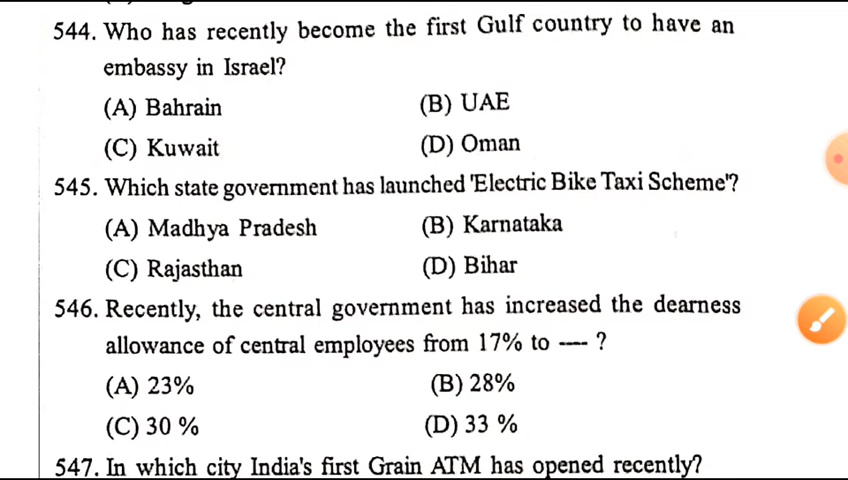 544. Who has recently become the first Gulf country to have an
embassy in Israel?
(A) Bahrain (B) UAE
(C) Kuwait (D) Oman
545. Which state government has launched 'Electric Bike Taxi Scheme'?
(A) Madhya Pradesh (B) Karnataka
(C) Rajasthan (D) Bihar
546. Recently, the central government has increased the dearness
allowance of central employees from 17% to --- ?
(A) 23% (B) 28%
(C) 30 % (D) 33 %
547. In which city India's first Grain ATM has opened recently?